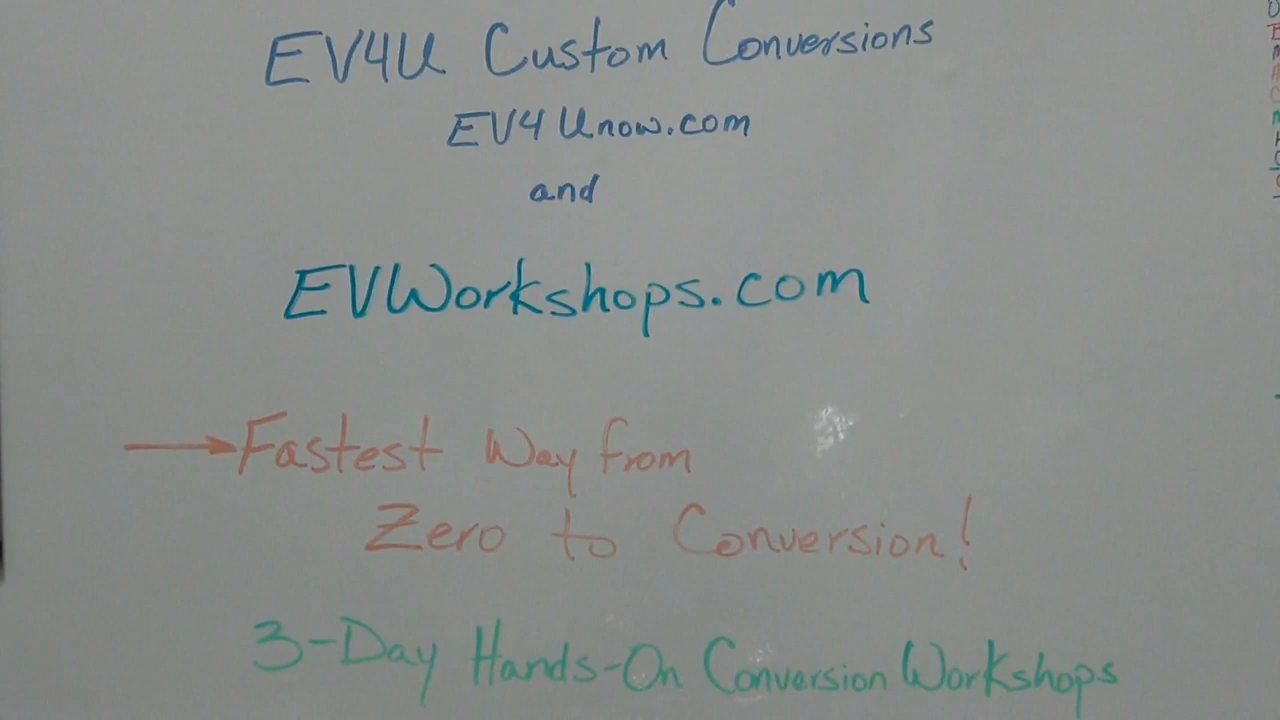 EV4U Custom Conversions
EV4Unow.com
and
EVWorkshops.com
→Fastest Way from
Zero to Conversion!
3-Day Hands-On Conversion Workshops